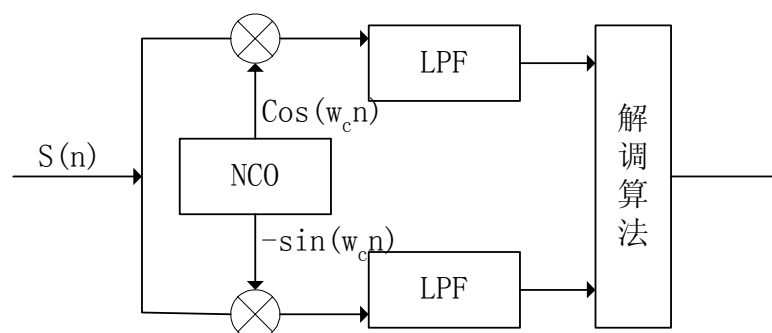 LPF
Cos(w_c n)
S(n)
NCO
-sin(w_c n)
LPF
解调算法